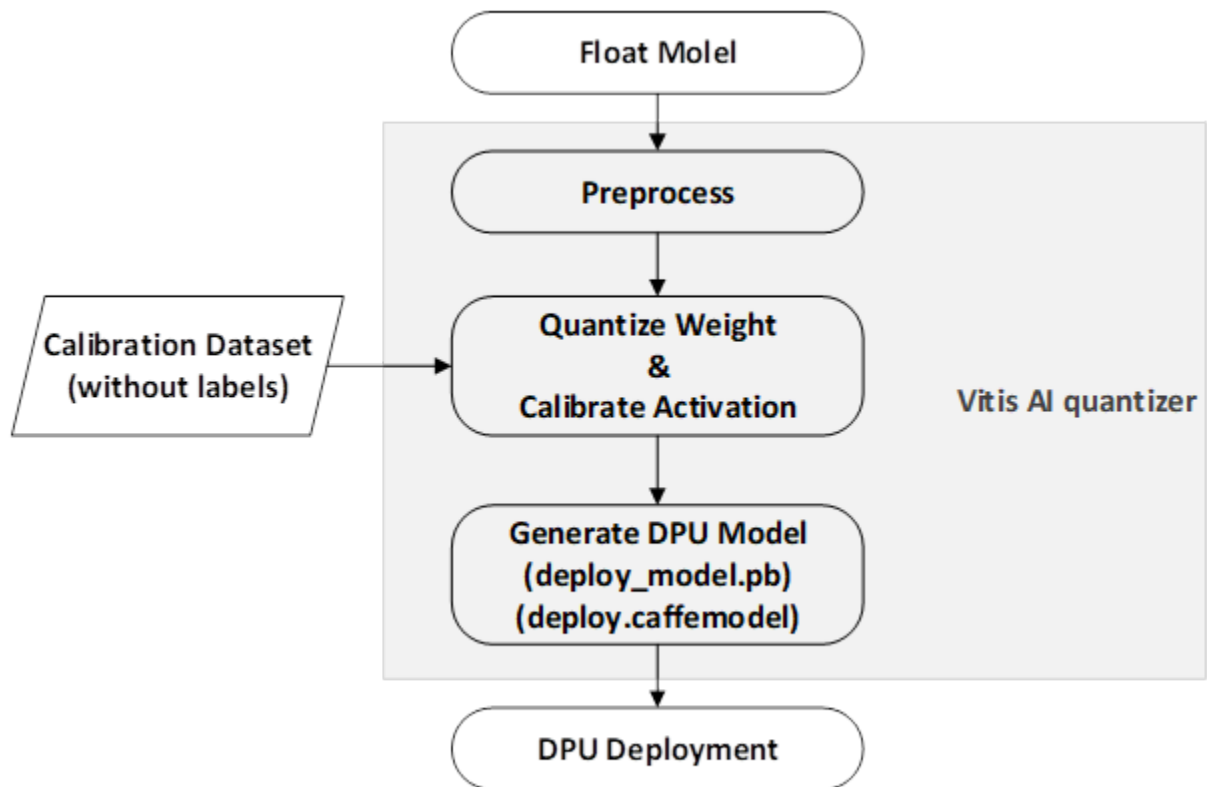 Float Molel
Preprocess
Calibration Dataset
(without labels)
Quantize Weight
&
Calibrate Activation
Vitis AI quantizer
Generate DPU Model
(deploy_model.pb)
(deploy.caffemodel)
DPU Deployment